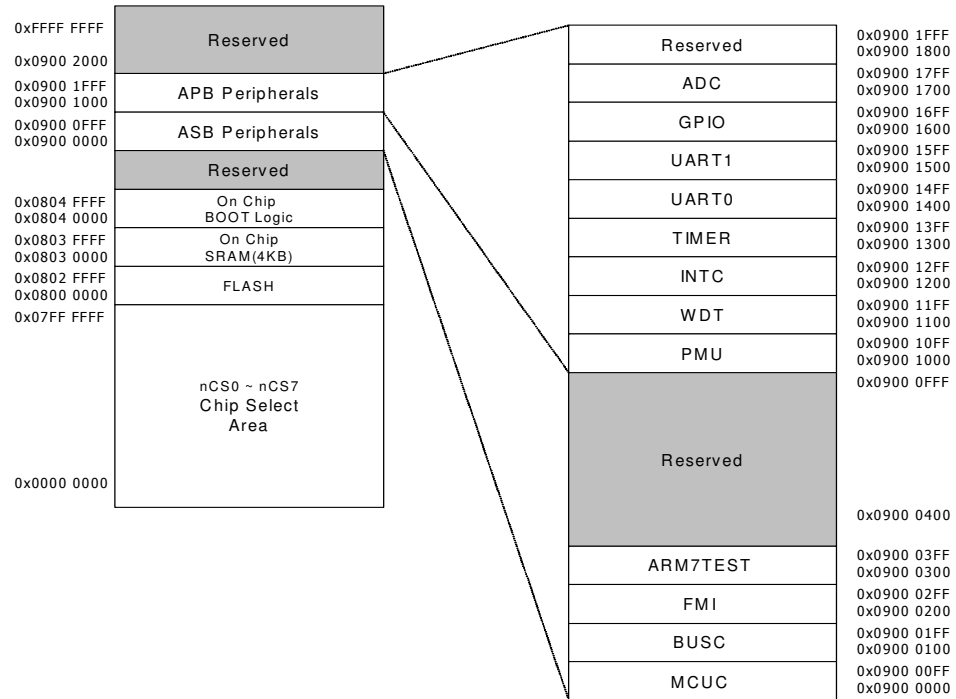 0xFFFF FFFF
Reserved
0x0900 2000
0x0900 1FFF
APB Peripherals
0x0900 1000
0x0900 0FFF
ASB Peripherals
0x0900 0000
Reserved
0x0804 FFFF
On Chip
0x0804 0000
BOOT Logic
0x0803 FFFF
On Chip
0x0803 0000
SRAM(4KB)
0x0802 FFFF
FLASH
0x0800 0000
0x07FF FFFF
nCS0 ~ nCS7
Chip Select
Area
0x0000 0000
Reserved
0x0900 1FFF
0x0900 1800
ADC
0x0900 17FF
0x0900 1700
GPIO
0x0900 16FF
0x0900 1600
UART1
0x0900 15FF
0x0900 1500
UART0
0x0900 14FF
0x0900 1400
TIMER
0x0900 13FF
0x0900 1300
INTC
0x0900 12FF
0x0900 1200
WDT
0x0900 11FF
0x0900 1100
PMU
0x0900 10FF
0x0900 1000
0x0900 0FFF
Reserved
0x0900 0400
ARM7TEST
0x0900 03FF
0x0900 0300
FMI
0x0900 02FF
0x0900 0200
BUSC
0x0900 01FF
0x0900 0100
MCUC
0x0900 00FF
0x0900 0000